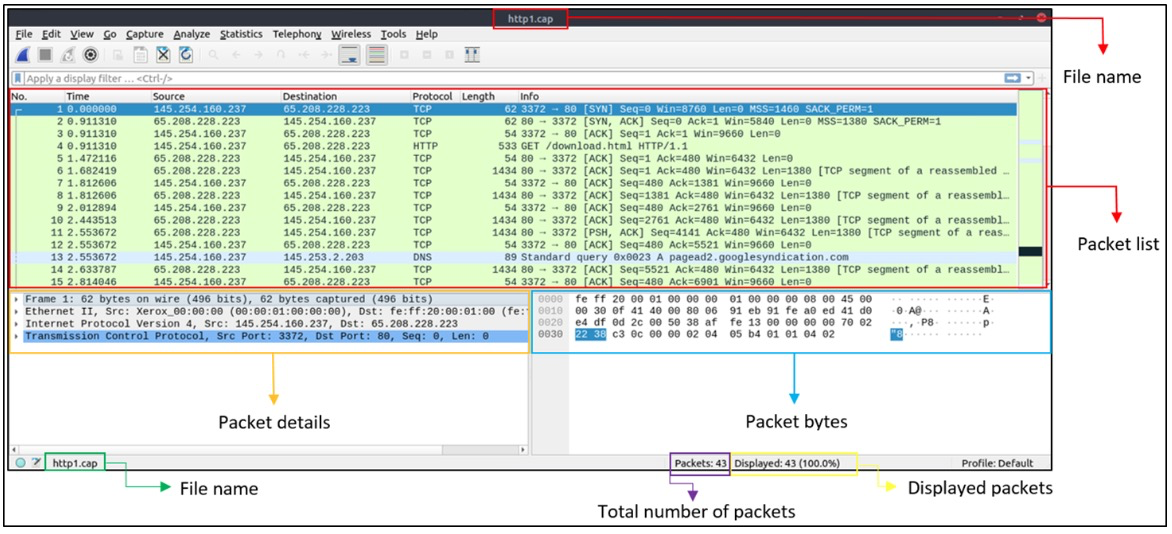 http1.cap
File Edit View Go Capture Analyze Statistics Telephony Wireless Tools Help
Apply a display filter ... <Ctrl-/>
File name
No. Time Source Destination Protocol Length Info
1 0.000000 145.254.160.237 65.208.228.223 TCP 62 3372 → 80 [SYN] Seq=0 Win=8760 Len=0 MSS=1460 SACK_PERM=1
2 0.911310 65.208.228.223 145.254.160.237 TCP 62 80 → 3372 [SYN, ACK] Seq=0 Ack=1 Win=5840 Len=0 MSS=1380 SACK_PERM=1
3 0.911310 145.254.160.237 65.208.228.223 TCP 54 3372 → 80 [ACK] Seq=1 Ack=1 Win=9660 Len=0
4 0.911310 145.254.160.237 65.208.228.223 HTTP 533 GET /download.html HTTP/1.1
5 1.472116 65.208.228.223 145.254.160.237 TCP 54 80 → 3372 [ACK] Seq=1 Ack=480 Win=6432 Len=0
6 1.682419 65.208.228.223 145.254.160.237 TCP 1434 80 → 3372 [ACK] Seq=1 Ack=480 Win=6432 Len=1380 [TCP segment of a reassembled ...
7 1.812606 145.254.160.237 65.208.228.223 TCP 54 3372 → 80 [ACK] Seq=480 Ack=1381 Win=9660 Len=0
8 1.812606 65.208.228.223 145.254.160.237 TCP 1434 80 → 3372 [ACK] Seq=1381 Ack=480 Win=6432 Len=1380 [TCP segment of a reassembl...
9 2.012894 145.254.160.237 65.208.228.223 TCP 54 3372 → 80 [ACK] Seq=480 Ack=2761 Win=9660 Len=0
10 2.443513 65.208.228.223 145.254.160.237 TCP 1434 80 → 3372 [ACK] Seq=2761 Ack=480 Win=6432 Len=1380 [TCP segment of a reassembl...
11 2.553672 65.208.228.223 145.254.160.237 TCP 1434 80 → 3372 [PSH, ACK] Seq=4141 Ack=480 Win=6432 Len=1380 [TCP segment of a reas...
12 2.553672 145.254.160.237 65.208.228.223 TCP 54 3372 → 80 [ACK] Seq=480 Ack=5521 Win=9660 Len=0
13 2.553672 145.254.160.237 145.253.2.203 DNS 89 Standard query 0x0023 A pagead2.googlesyndication.com
14 2.633787 65.208.228.223 145.254.160.237 TCP 1434 80 → 3372 [ACK] Seq=5521 Ack=480 Win=6432 Len=1380 [TCP segment of a reassembl...
15 2.814046 145.254.160.237 65.208.228.223 TCP 54 3372 → 80 [ACK] Seq=480 Ack=6901 Win=9660 Len=0
Packet list
Frame 1: 62 bytes on wire (496 bits), 62 bytes captured (496 bits)
Ethernet II, Src: Xerox_00:00:00 (00:00:01:00:00:00), Dst: fe:ff:20:00:01:00 (fe:
Internet Protocol Version 4, Src: 145.254.160.237, Dst: 65.208.228.223
Transmission Control Protocol, Src Port: 3372, Dst Port: 80, Seq: 0, Len: 0
0000 fe ff 20 00 01 00 00 00 01 00 00 00 08 00 45 00 ·· ····· ······E·
0010 00 30 0f 41 40 00 80 06 91 eb 91 fe a0 ed 41 d0 ·0·A@··· ······A·
0020 e4 df 0d 2c 00 50 38 af fe 13 00 00 00 00 70 02 ···,·P8· ······p·
0030 22 38 c3 0c 00 00 02 04 05 b4 01 01 04 02 "8······ ······
Packet details
Packet bytes
http1.cap
Packets: 43
Displayed: 43 (100.0%)
Profile: Default
File name
Displayed packets
Total number of packets